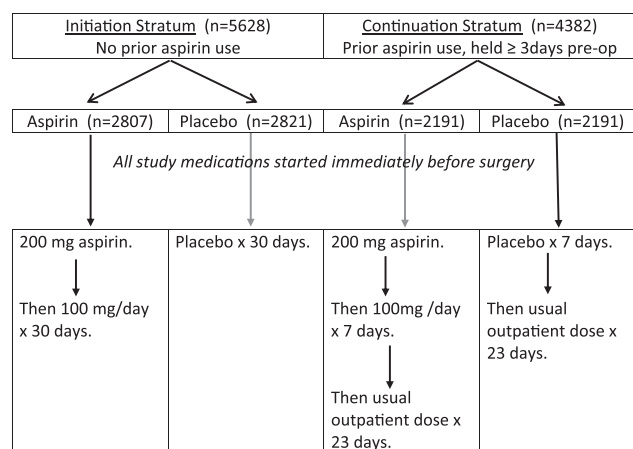 Initiation Stratum (n=5628)
No prior aspirin use
Continuation Stratum (n=4382)
Prior aspirin use, held ≥ 3days pre-op
Aspirin (n=2807)
Placebo (n=2821)
Aspirin (n=2191)
Placebo (n=2191)
All study medications started immediately before surgery
200 mg aspirin.
Then 100 mg/day
x 30 days.
Placebo x 30 days.
200 mg aspirin.
Then 100mg /day
x 7 days.
Then usual
outpatient dose x
23 days.
Placebo x 7 days.
Then usual
outpatient dose x
23 days.